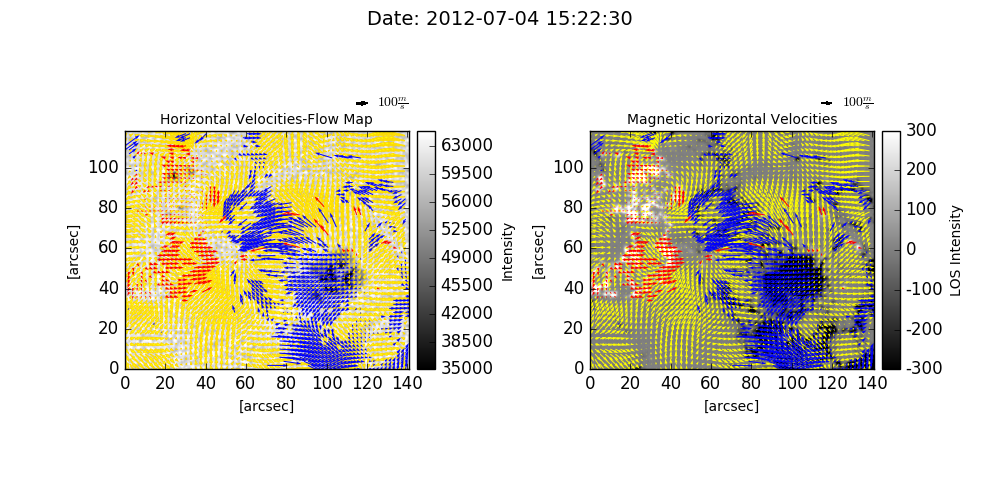 Date: 2012-07-04 15:22:30
100 m/s
Horizontal Velocities-Flow Map
100
80
60
40
20
0
[arcsec]
0 20 40 60 80 100 120 140
[arcsec]
63000
59500
56000
52500
49000
45500
42000
38500
35000
Intensity
100 m/s
Magnetic Horizontal Velocities
100
80
60
40
20
0
[arcsec]
0 20 40 60 80 100 120 140
[arcsec]
300
200
100
0
-100
-200
-300
LOS Intensity